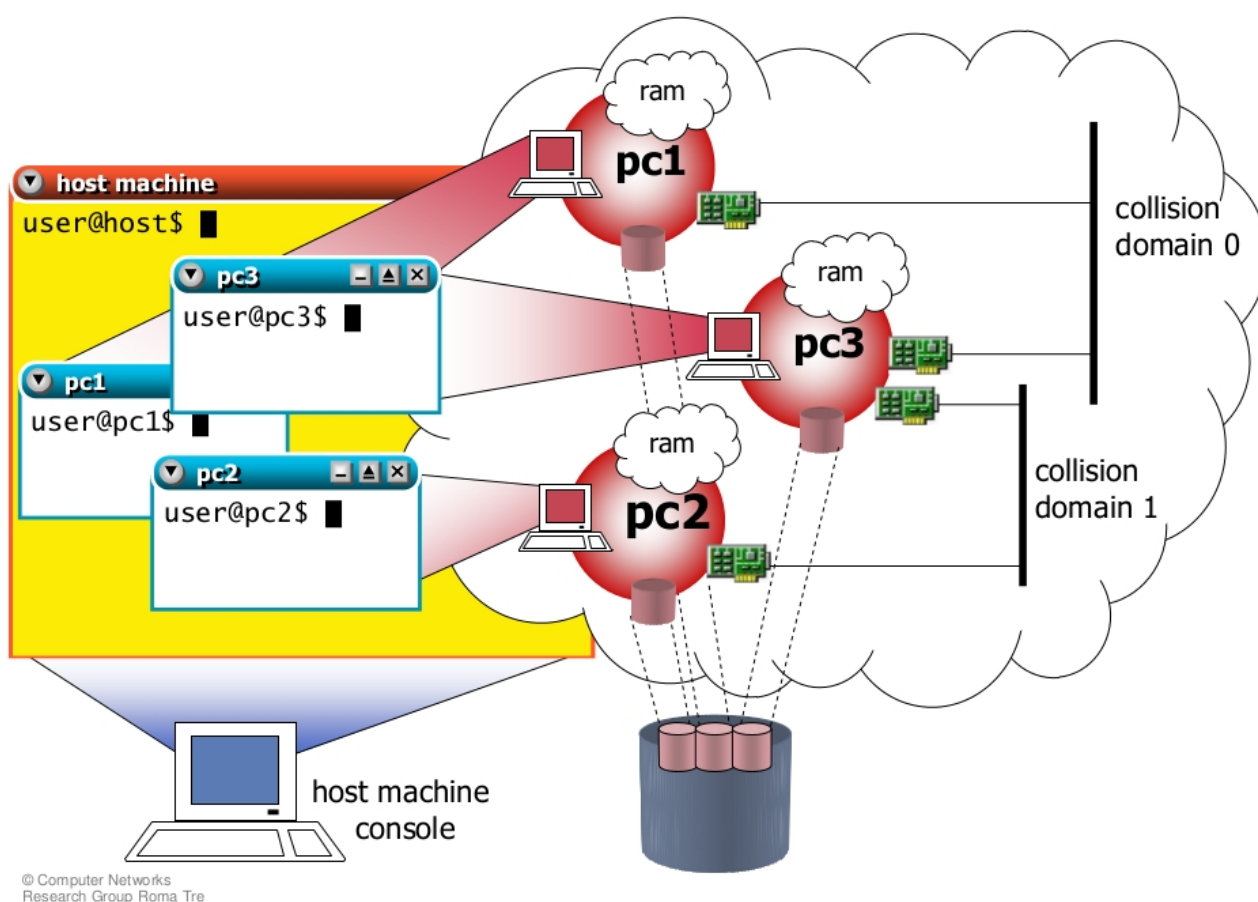 ram
pc1
host machine
user@host$
collision
domain 0
pc3
user@pc3$
ram
pc3
pc1
user@pc1$
ram
pc2
pc2
user@pc2$
collision
domain 1
host machine
console
© Computer Networks
Research Group Roma Tre